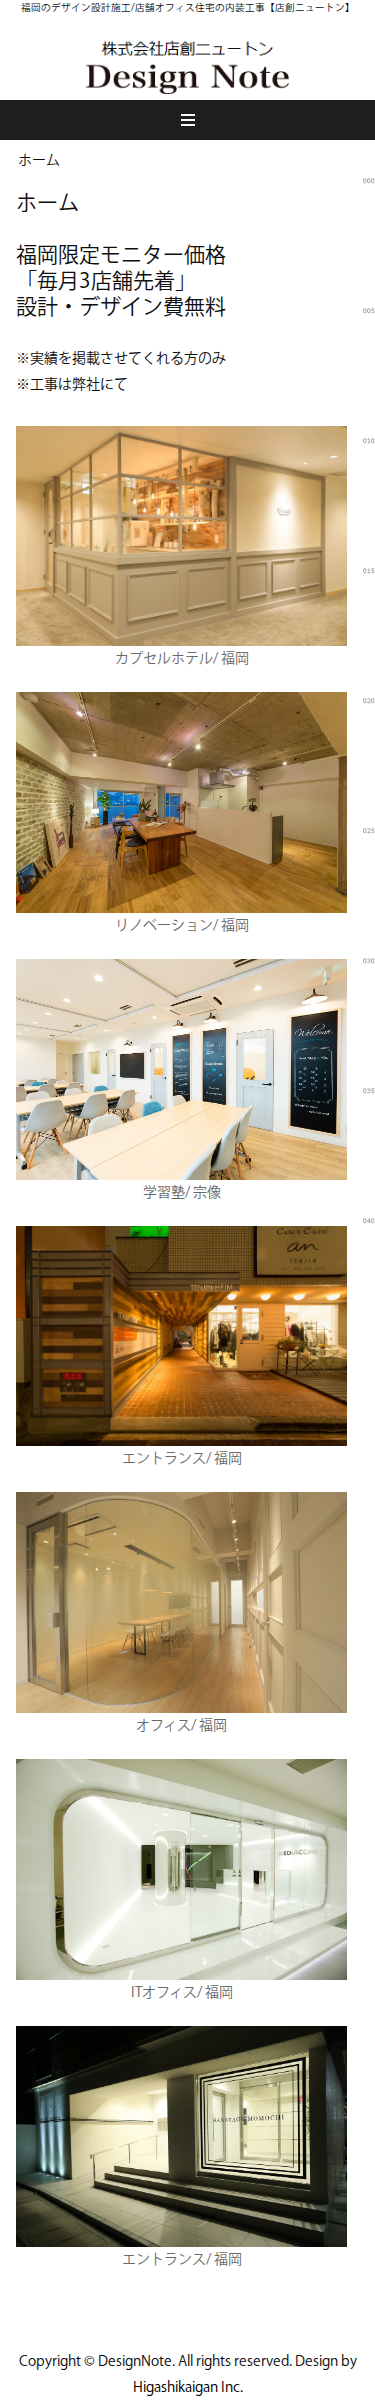 福岡のデザイン設計施工/店舗オフィス住宅の内装工事【店創ニュートン】
株式会社店創ニュートン
Design Note
ホーム
000
ホーム
福岡限定モニター価格
「毎月3店舗先着」
設計・デザイン費無料
005
※実績を掲載させてくれる方のみ
※工事は弊社にて
010
015
カプセルホテル/ 福岡
020
025
リノベーション/ 福岡
030
Welcome
035
学習塾/ 宗像
040
an
TENJIN
TENJIN HEIM
エントランス/ 福岡
オフィス/ 福岡
ITオフィス/ 福岡
エントランス/ 福岡
Copyright © DesignNote. All rights reserved. Design by
Higashikaigan Inc.